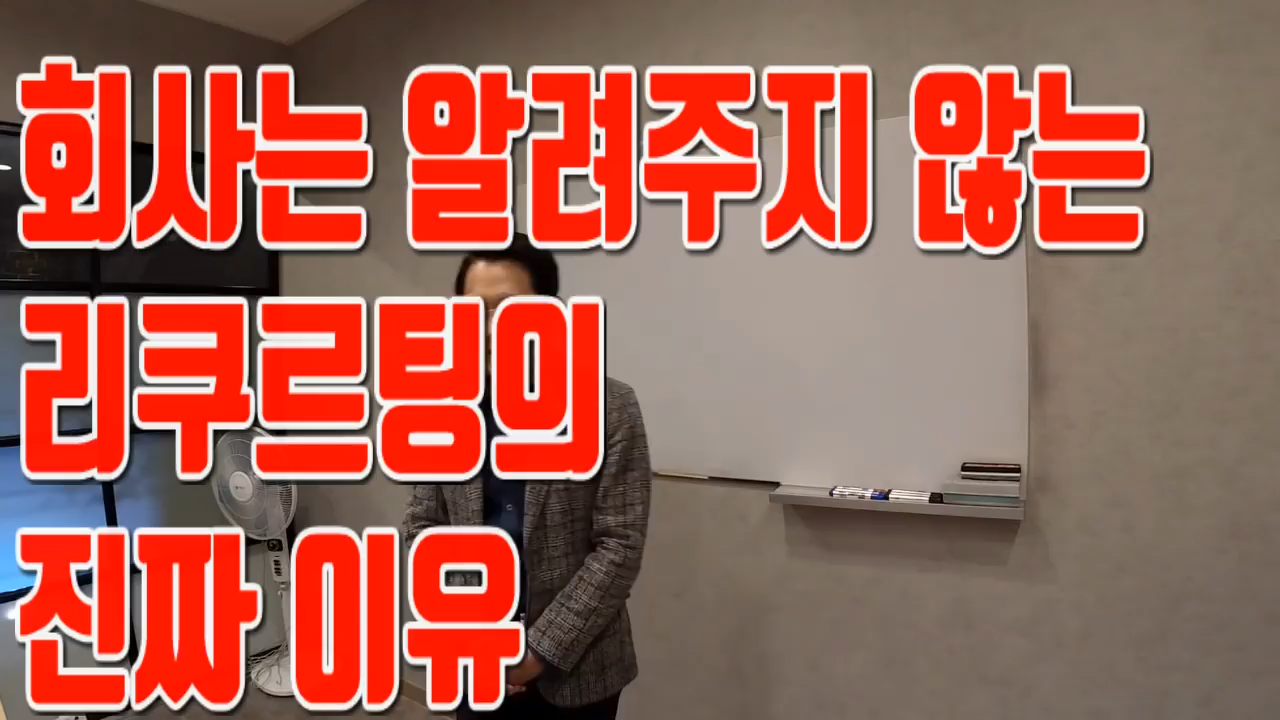 회사는 알려주지 않는
리쿠르팅의
진짜 이유